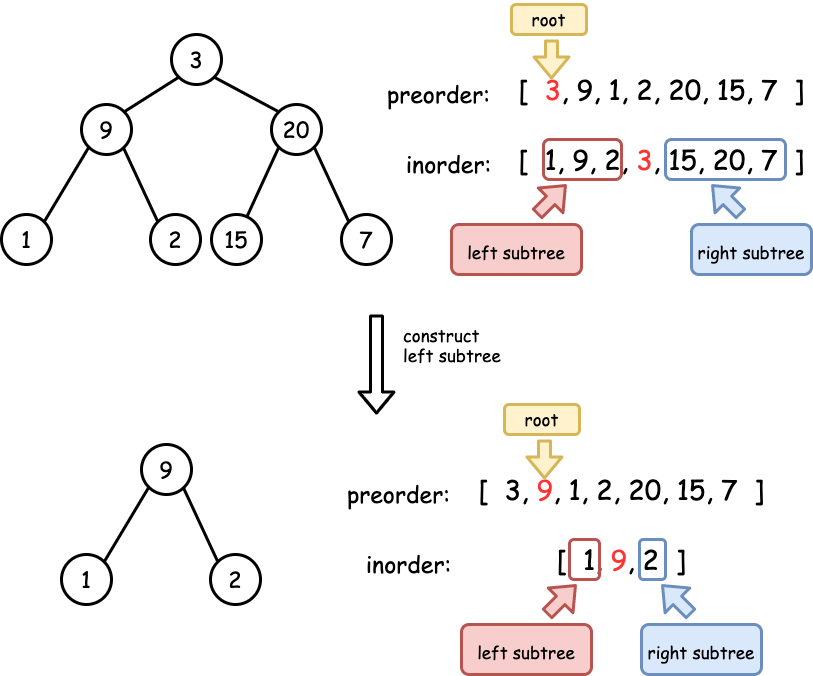 root
3
preorder: [ 3, 9, 1, 2, 20, 15, 7 ]
9
20
inorder: [ 1, 9, 2, 3, 15, 20, 7 ]
1
2
15
7
left subtree
right subtree
construct
left subtree
root
9
preorder: [ 3, 9, 1, 2, 20, 15, 7 ]
inorder: [ 1, 9, 2 ]
1
2
left subtree
right subtree